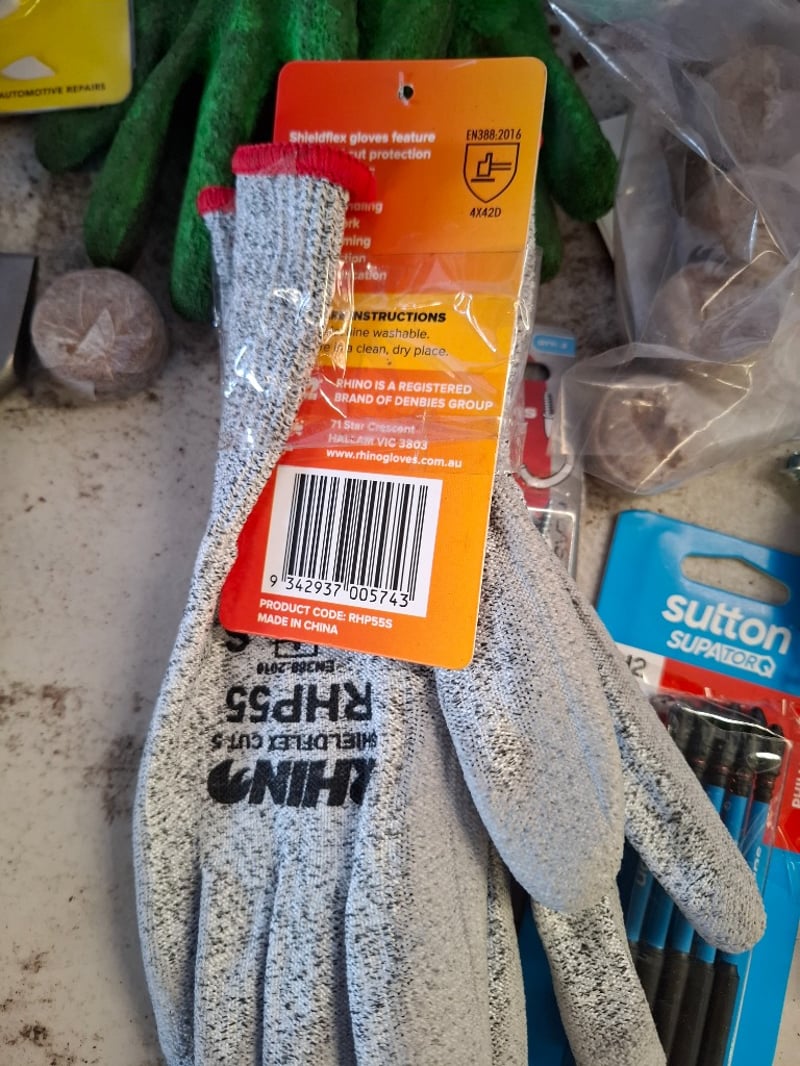 AUTOMOTIVE REPAIRS
Shieldflex gloves feature
cut protection
EN388:2016
4X42D
INSTRUCTIONS
washable.
in a clean, dry place.
RHINO IS A REGISTERED
BRAND OF DENBIES GROUP
71 Star Crescent
HALLAM VIC 3803
www.rhinogloves.com.au
9 342937 005743
PRODUCT CODE: RHP55S
MADE IN CHINA
S
EN388:2016
RHP55
SHIELDFLEX CUT 5
RHINO
sutton
SUPATORQ